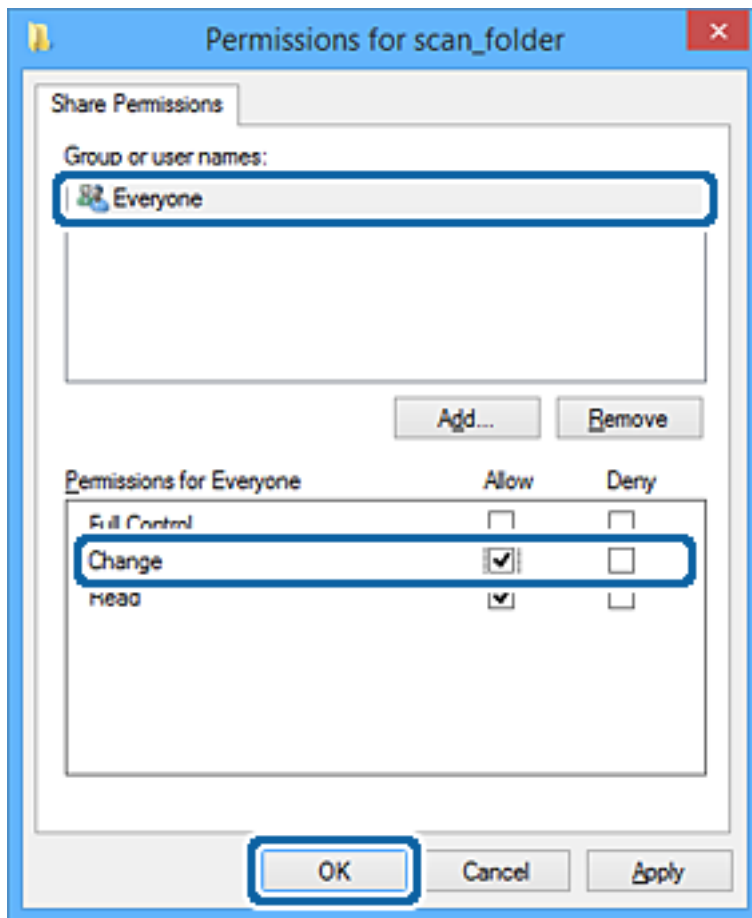 Permissions for scan_folder
Share Permissions
Group or user names:
Everyone
Add... Remove
Permissions for Everyone Allow Deny
Full Control
Change
Read
OK Cancel Apply